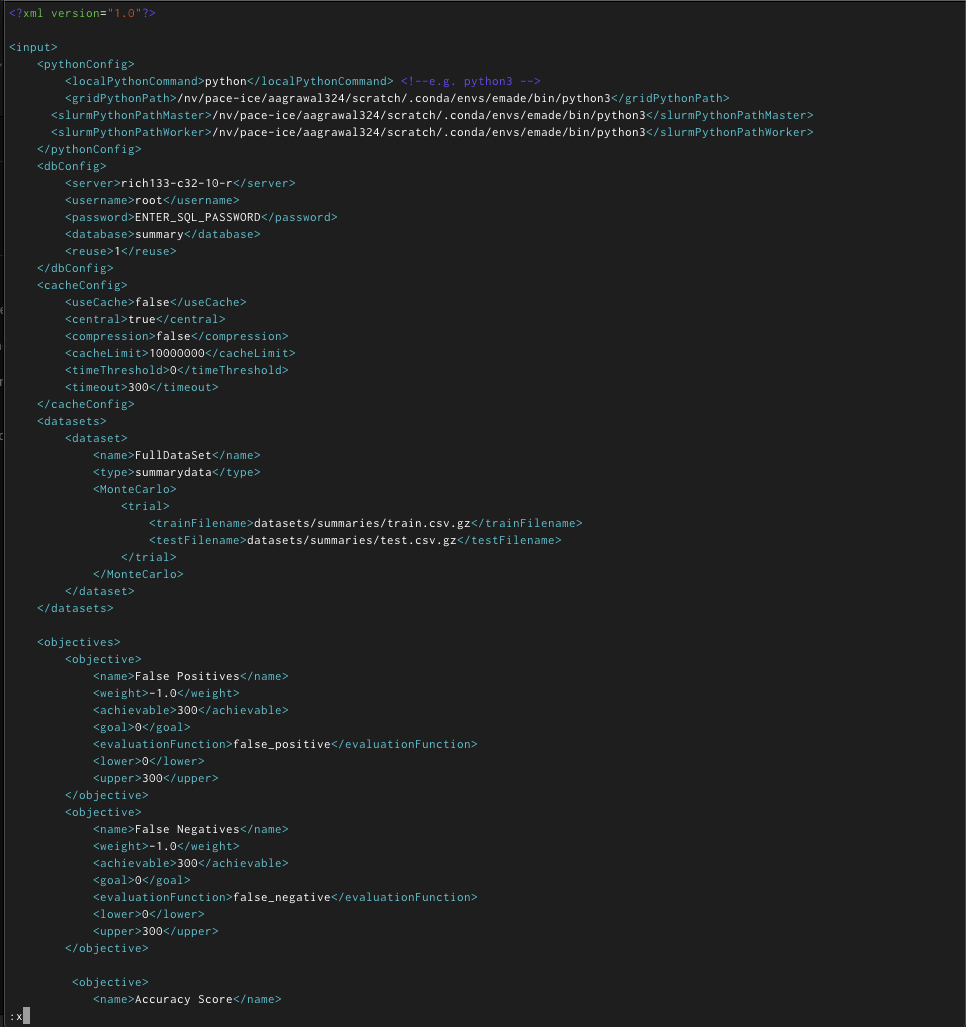 <?xml version="1.0"?>
<input>
<pythonConfig>
<localPythonCommand>python</localPythonCommand> <!--e.g. python3 -->
<gridPythonPath>/nv/pace-ice/aagrawal324/scratch/.conda/envs/emade/bin/python3</gridPythonPath>
<slurmPythonPathMaster>/nv/pace-ice/aagrawal324/scratch/.conda/envs/emade/bin/python3</slurmPythonPathMaster>
<slurmPythonPathWorker>/nv/pace-ice/aagrawal324/scratch/.conda/envs/emade/bin/python3</slurmPythonPathWorker>
</pythonConfig>
<dbConfig>
<server>rich133-c32-10-r</server>
<username>root</username>
<password>ENTER_SQL_PASSWORD</password>
<database>summary</database>
<reuse>1</reuse>
</dbConfig>
<cacheConfig>
<useCache>false</useCache>
<central>true</central>
<compression>false</compression>
<cacheLimit>10000000</cacheLimit>
<timeThreshold>0</timeThreshold>
<timeout>300</timeout>
</cacheConfig>
<datasets>
<dataset>
<name>FullDataSet</name>
<type>summarydata</type>
<MonteCarlo>
<trial>
<trainFilename>datasets/summaries/train.csv.gz</trainFilename>
<testFilename>datasets/summaries/test.csv.gz</testFilename>
</trial>
</MonteCarlo>
</dataset>
</datasets>
<objectives>
<objective>
<name>False Positives</name>
<weight>-1.0</weight>
<achievable>300</achievable>
<goal>0</goal>
<evaluationFunction>false_positive</evaluationFunction>
<lower>0</lower>
<upper>300</upper>
</objective>
<objective>
<name>False Negatives</name>
<weight>-1.0</weight>
<achievable>300</achievable>
<goal>0</goal>
<evaluationFunction>false_negative</evaluationFunction>
<lower>0</lower>
<upper>300</upper>
</objective>
<objective>
<name>Accuracy Score</name>
:x